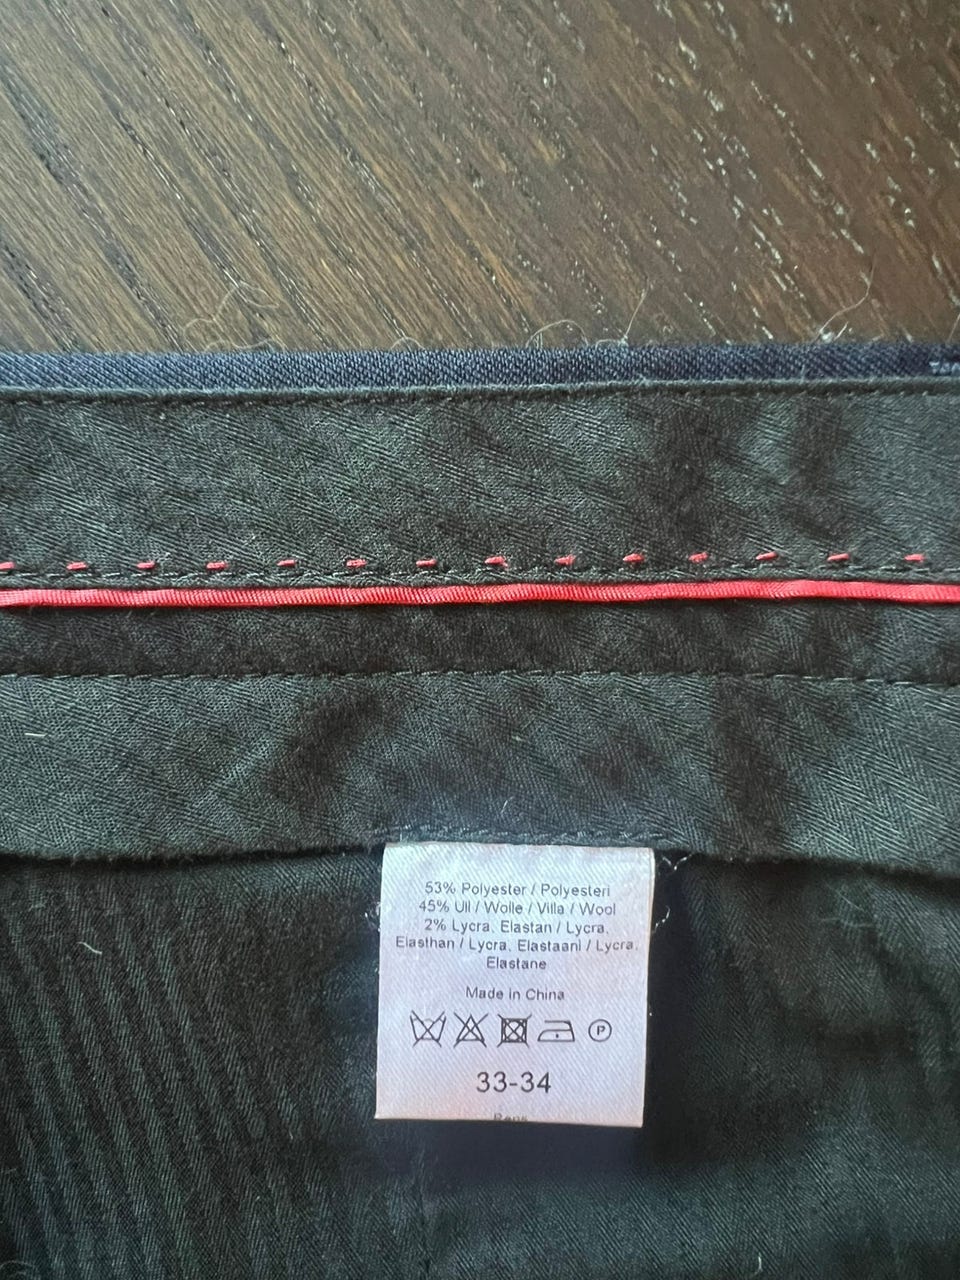 53% Polyester / Polyesteri
45% Ull / Wolle / Villa / Wool
2% Lycra, Elastan / Lycra,
Elasthan / Lycra, Elastaani / Lycra,
Elastane
Made in China
P
33-34